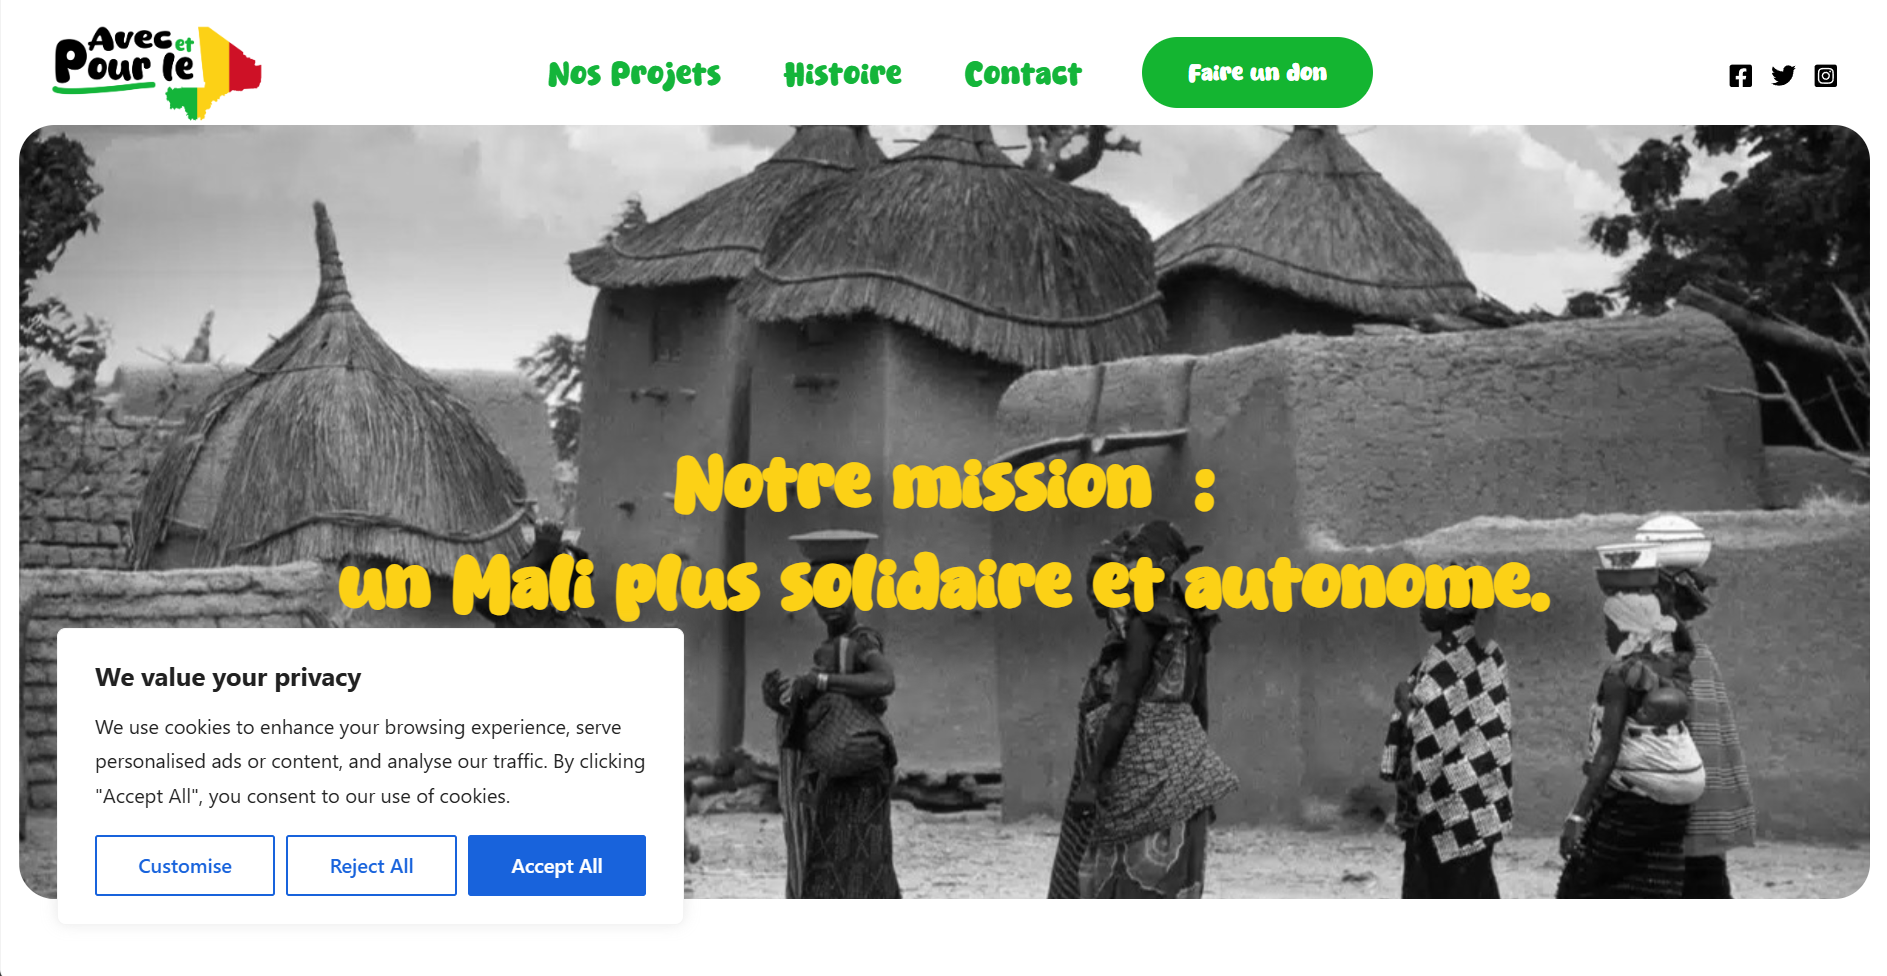 Avec et
Pour le
Nos Projets
Histoire
Contact
Faire un don
Notre mission :
un Mali plus solidaire et autonome.
We value your privacy
We use cookies to enhance your browsing experience, serve
personalised ads or content, and analyse our traffic. By clicking
"Accept All", you consent to our use of cookies.
Customise
Reject All
Accept All